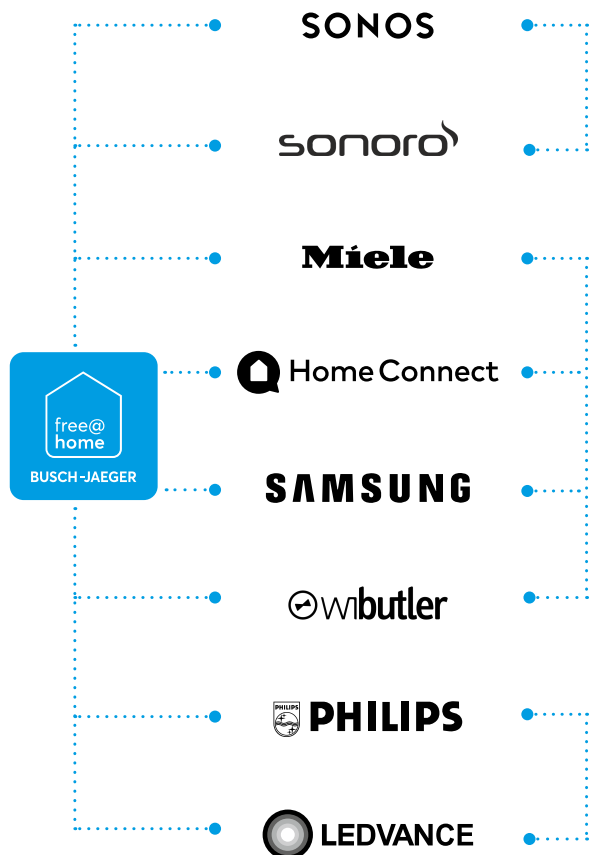 SONOS
sonoro
Miele
Home Connect
free@
home
BUSCH-JAEGER
SAMSUNG
wibutler
PHILIPS
PHILIPS
LEDVANCE